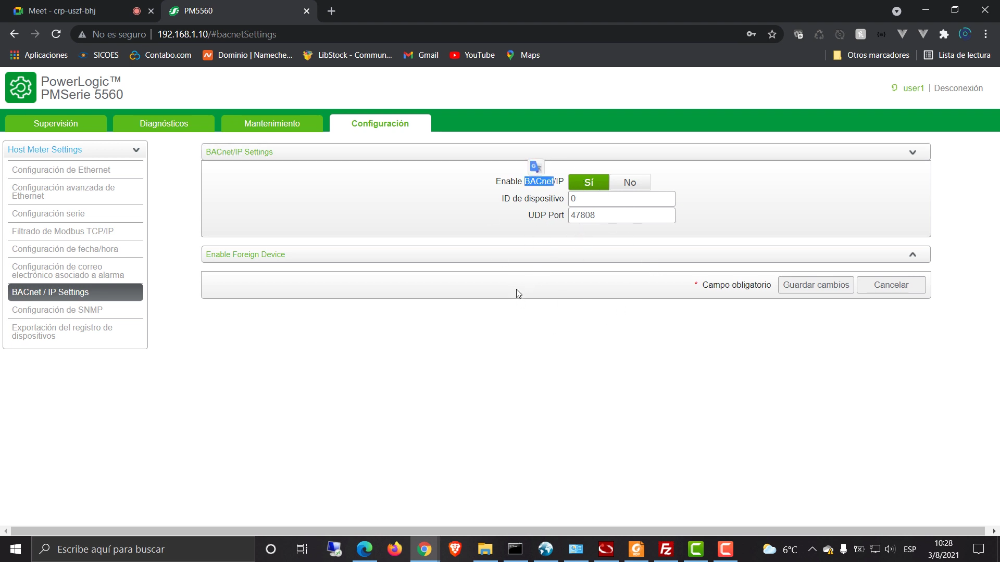 Meet - crp-uszf-bhj
PM5560
No es seguro
192.168.1.10/#bacnetSettings
Aplicaciones
SICOES
Contabo.com
Dominio | Nameche...
LibStock - Commun...
Gmail
YouTube
Maps
Otros marcadores
Lista de lectura
PowerLogic™
PMSerie 5560
user1
Desconexión
Supervisión
Diagnósticos
Mantenimiento
Configuración
Host Meter Settings
Configuración de Ethernet
Configuración avanzada de
Ethernet
Configuración serie
Filtrado de Modbus TCP/IP
Configuración de fecha/hora
Configuración de correo
electrónico asociado a alarma
BACnet / IP Settings
Configuración de SNMP
Exportación del registro de
dispositivos
BACnet/IP Settings
Enable BACnet/IP
Sí
No
ID de dispositivo
0
UDP Port
47808
Enable Foreign Device
* Campo obligatorio
Guardar cambios
Cancelar
Escribe aquí para buscar
6°C
ESP
10:28
3/8/2021